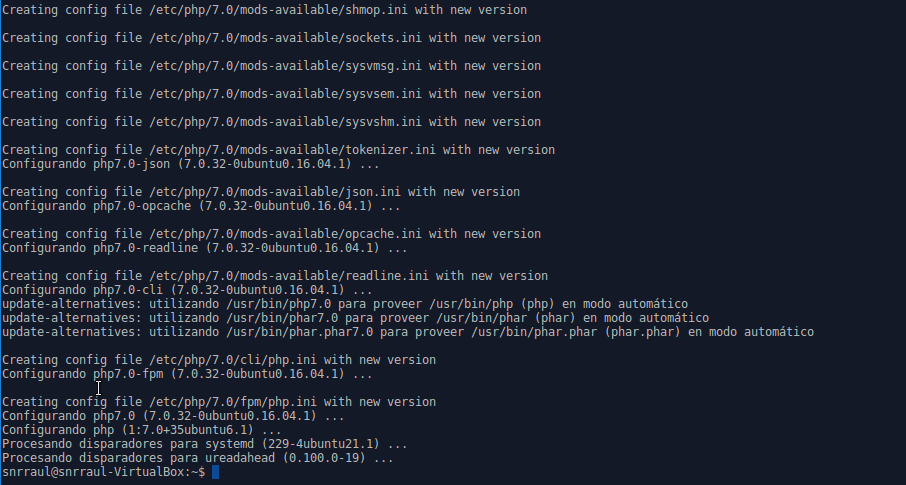 Creating config file /etc/php/7.0/mods-available/shmop.ini with new version
Creating config file /etc/php/7.0/mods-available/sockets.ini with new version
Creating config file /etc/php/7.0/mods-available/sysvmsg.ini with new version
Creating config file /etc/php/7.0/mods-available/sysvsem.ini with new version
Creating config file /etc/php/7.0/mods-available/sysvshm.ini with new version
Creating config file /etc/php/7.0/mods-available/tokenizer.ini with new version
Configurando php7.0-json (7.0.32-0ubuntu0.16.04.1) ...
Creating config file /etc/php/7.0/mods-available/json.ini with new version
Configurando php7.0-opcache (7.0.32-0ubuntu0.16.04.1) ...
Creating config file /etc/php/7.0/mods-available/opcache.ini with new version
Configurando php7.0-readline (7.0.32-0ubuntu0.16.04.1) ...
Creating config file /etc/php/7.0/mods-available/readline.ini with new version
Configurando php7.0-cli (7.0.32-0ubuntu0.16.04.1) ...
update-alternatives: utilizando /usr/bin/php7.0 para proveer /usr/bin/php (php) en modo automático
update-alternatives: utilizando /usr/bin/phar7.0 para proveer /usr/bin/phar (phar) en modo automático
update-alternatives: utilizando /usr/bin/phar.phar7.0 para proveer /usr/bin/phar.phar (phar.phar) en modo automático
Creating config file /etc/php/7.0/cli/php.ini with new version
Configurando php7.0-fpm (7.0.32-0ubuntu0.16.04.1) ...
Creating config file /etc/php/7.0/fpm/php.ini with new version
Configurando php7.0 (7.0.32-0ubuntu0.16.04.1) ...
Configurando php (1:7.0+35ubuntu6.1) ...
Procesando disparadores para systemd (229-4ubuntu21.1) ...
Procesando disparadores para ureadahead (0.100.0-19) ...
snrraul@snrraul-VirtualBox:~$